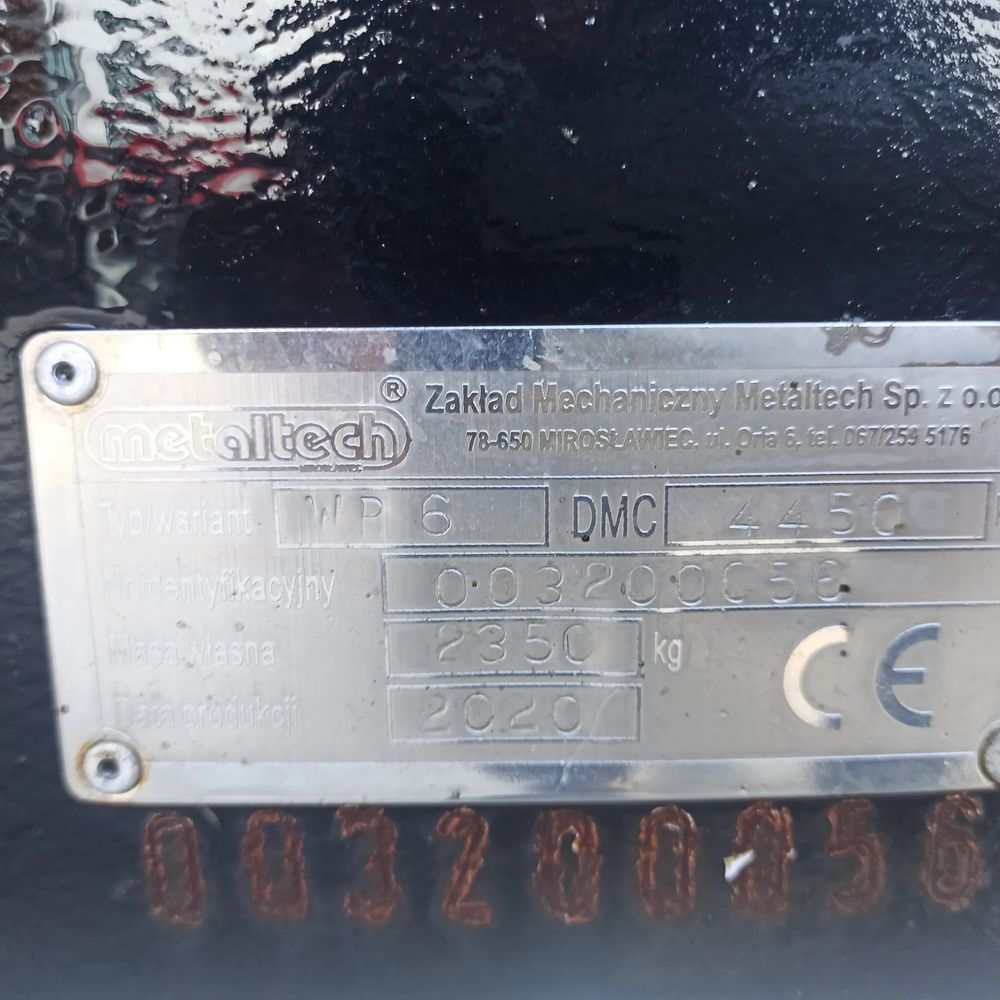 metaltech®
MIROSŁAWIEC
Zakład Mechaniczny Metaltech Sp. z o.o
78-650 MIROSŁAWIEC. ul. Orla 6. tel. 067/259 5176
Typ/wariant WP 6 DMC 4450
Nr identyfikacyjny 003200056
Masa własna 2350 kg
Data produkcji 2020
CE
003200056